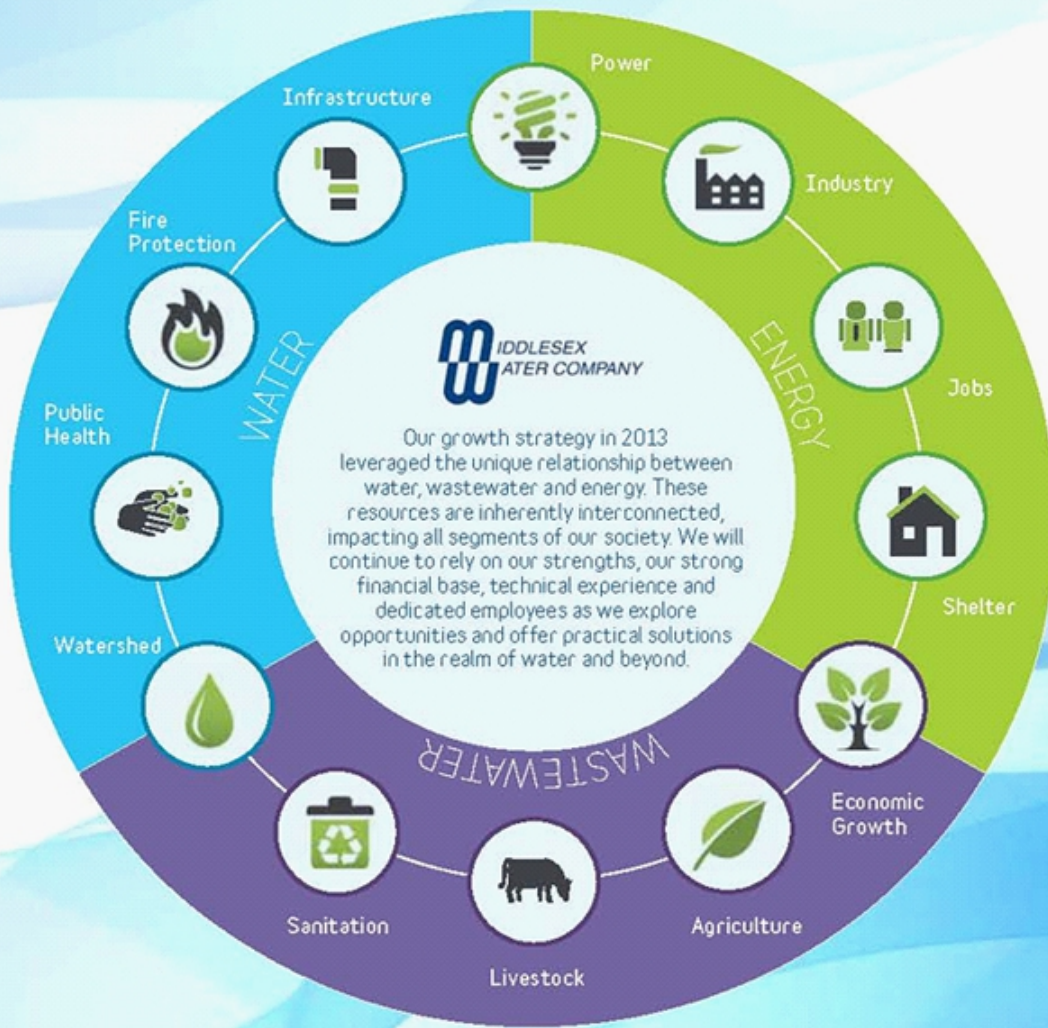 Power
Infrastructure
Industry
Fire
Protection
WATER
ENERGY
MIDDLESEX
WATER COMPANY
Jobs
Public
Health
Our growth strategy in 2013
leveraged the unique relationship between
water, wastewater and energy. These
resources are inherently interconnected,
impacting all segments of our society. We will
continue to rely on our strengths, our strong
financial base, technical experience and
dedicated employees as we explore
opportunities and offer practical solutions
in the realm of water and beyond.
Shelter
Watershed
WASTEWATER
Economic
Growth
Sanitation
Agriculture
Livestock